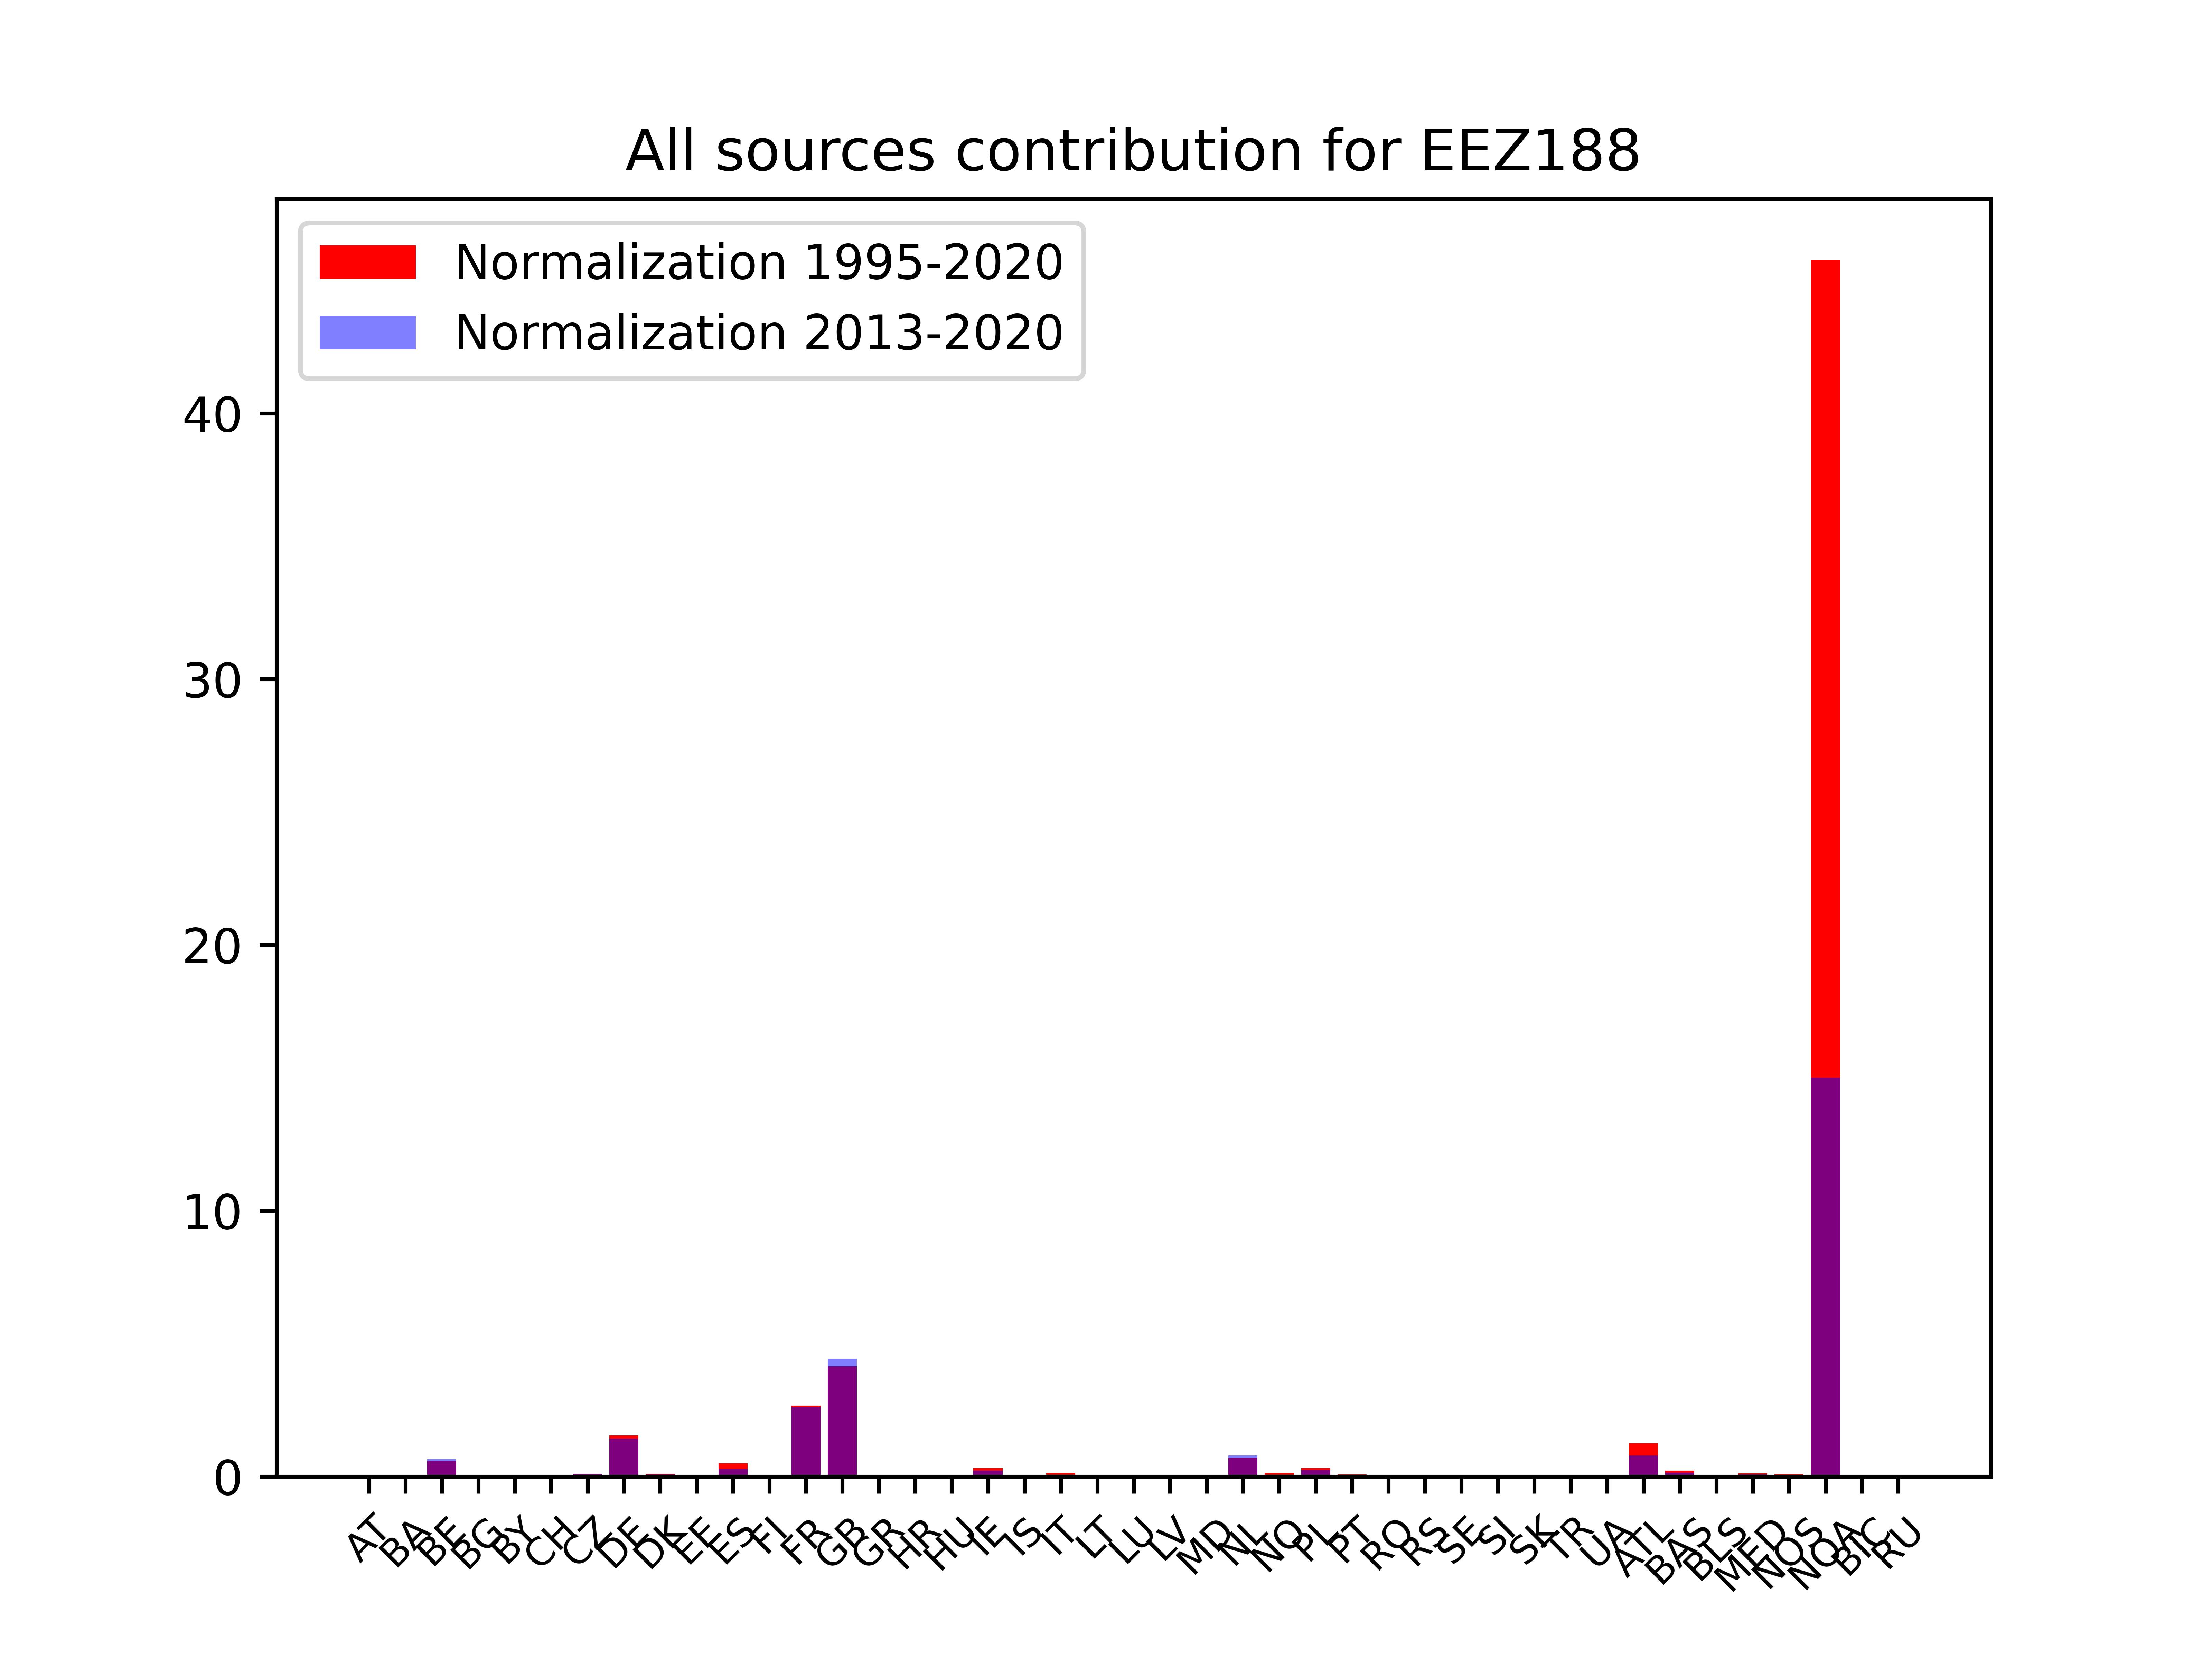 All sources contribution for EEZ188
Normalization 1995-2020
Normalization 2013-2020
40
30
20
10
0
AT BA BE BG BY CH CZ DE DK EE ES FI FR GB GR HR HU IE IS IT LT LU LV MD NL NO PL PT RO RS SE SI SK TR UA ATL BAS BLS MED NOS NOA RU